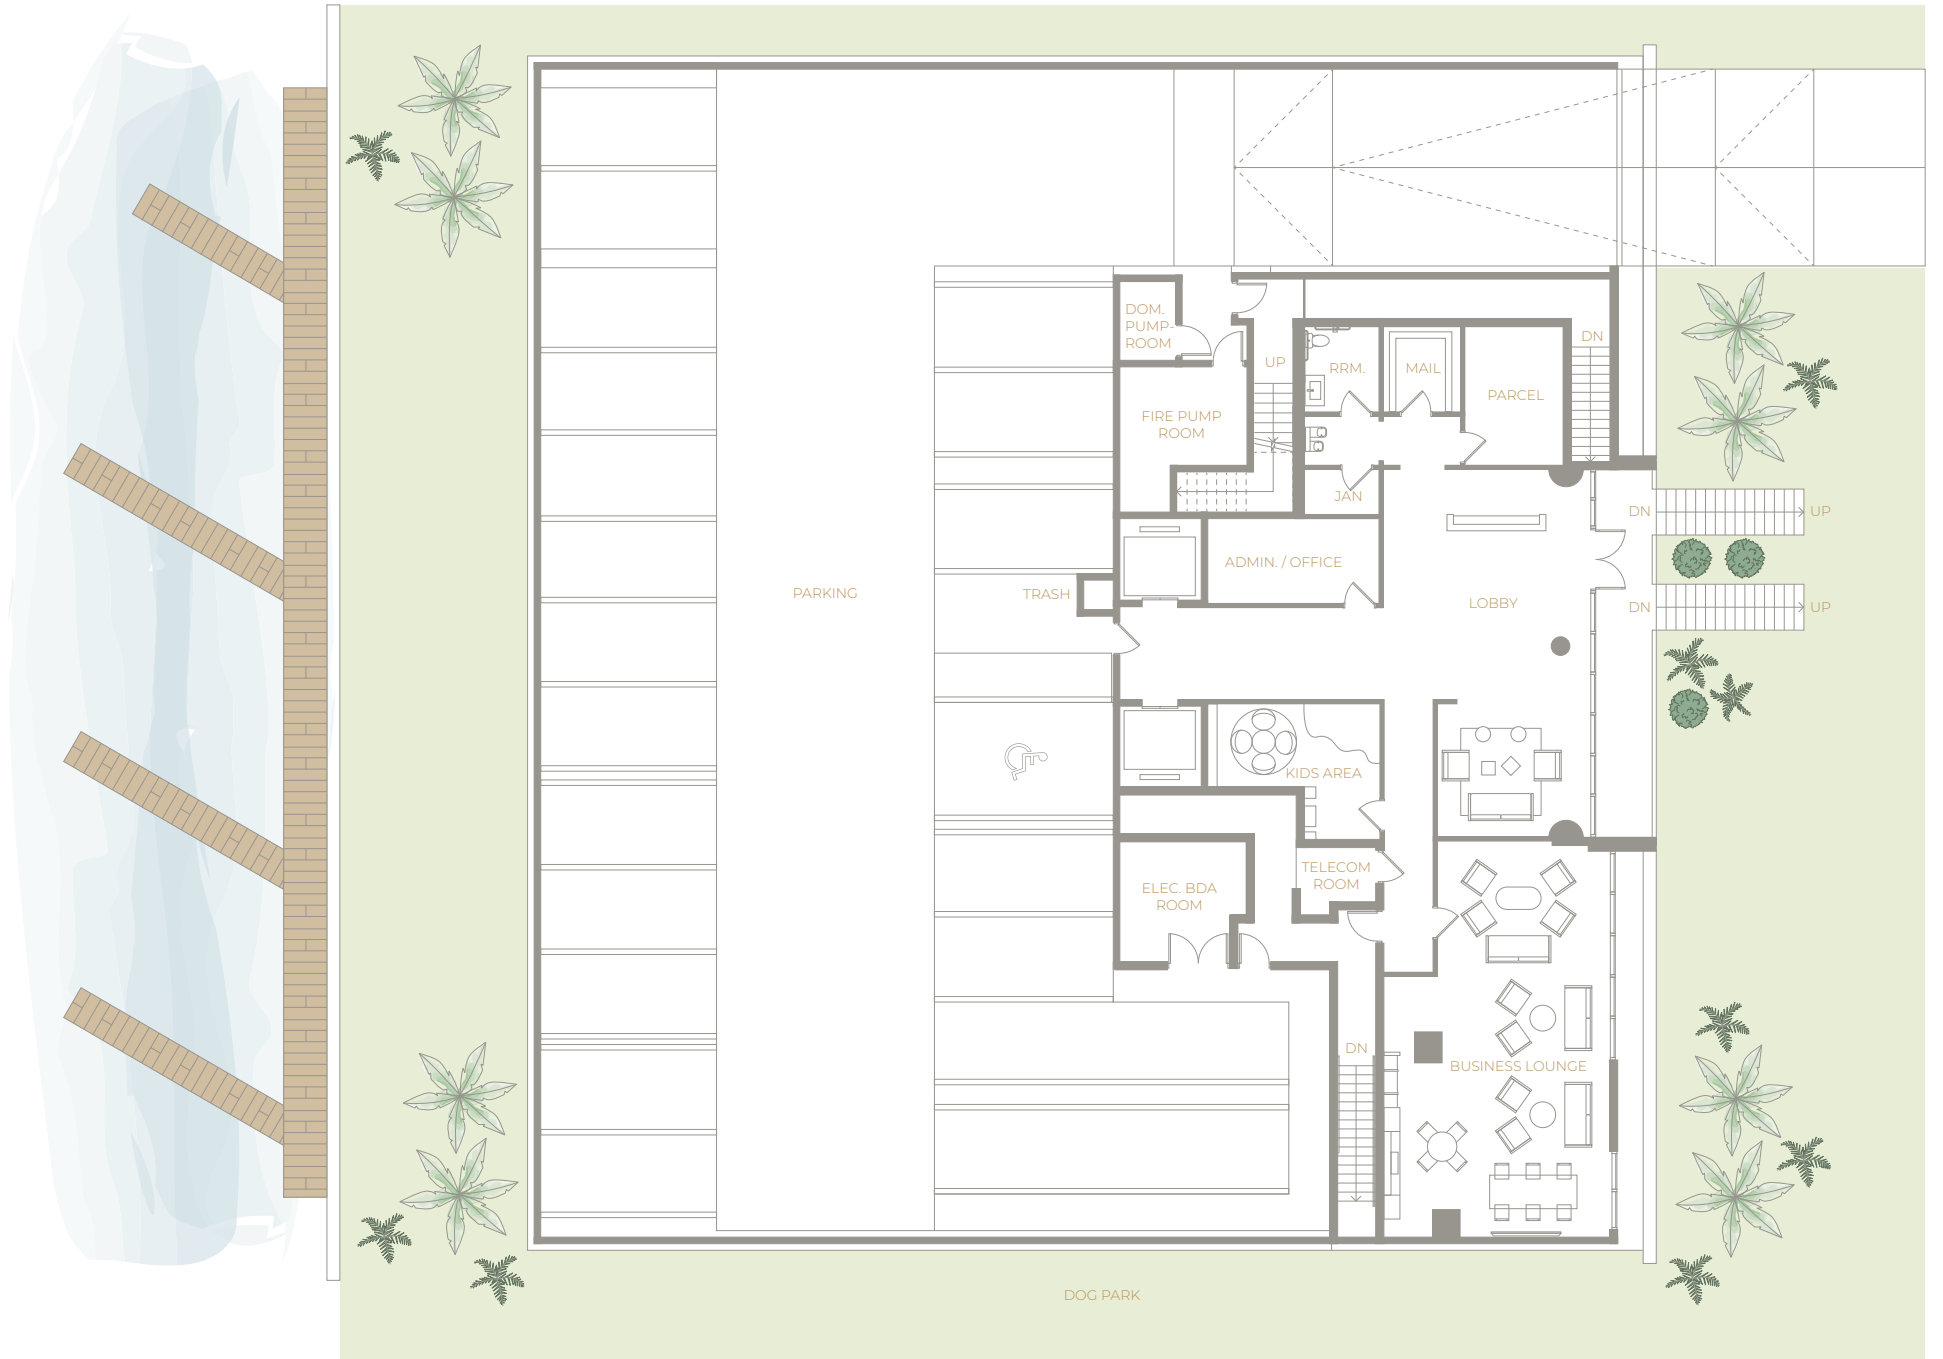 DOM.
PUMP-
ROOM
UP
DN
RRM.
MAIL
PARCEL
FIRE PUMP
ROOM
JAN
DN
UP
ADMIN. / OFFICE
PARKING
TRASH
LOBBY
DN
UP
KIDS AREA
TELECOM
ROOM
ELEC. BDA
ROOM
DN
BUSINESS LOUNGE
DOG PARK